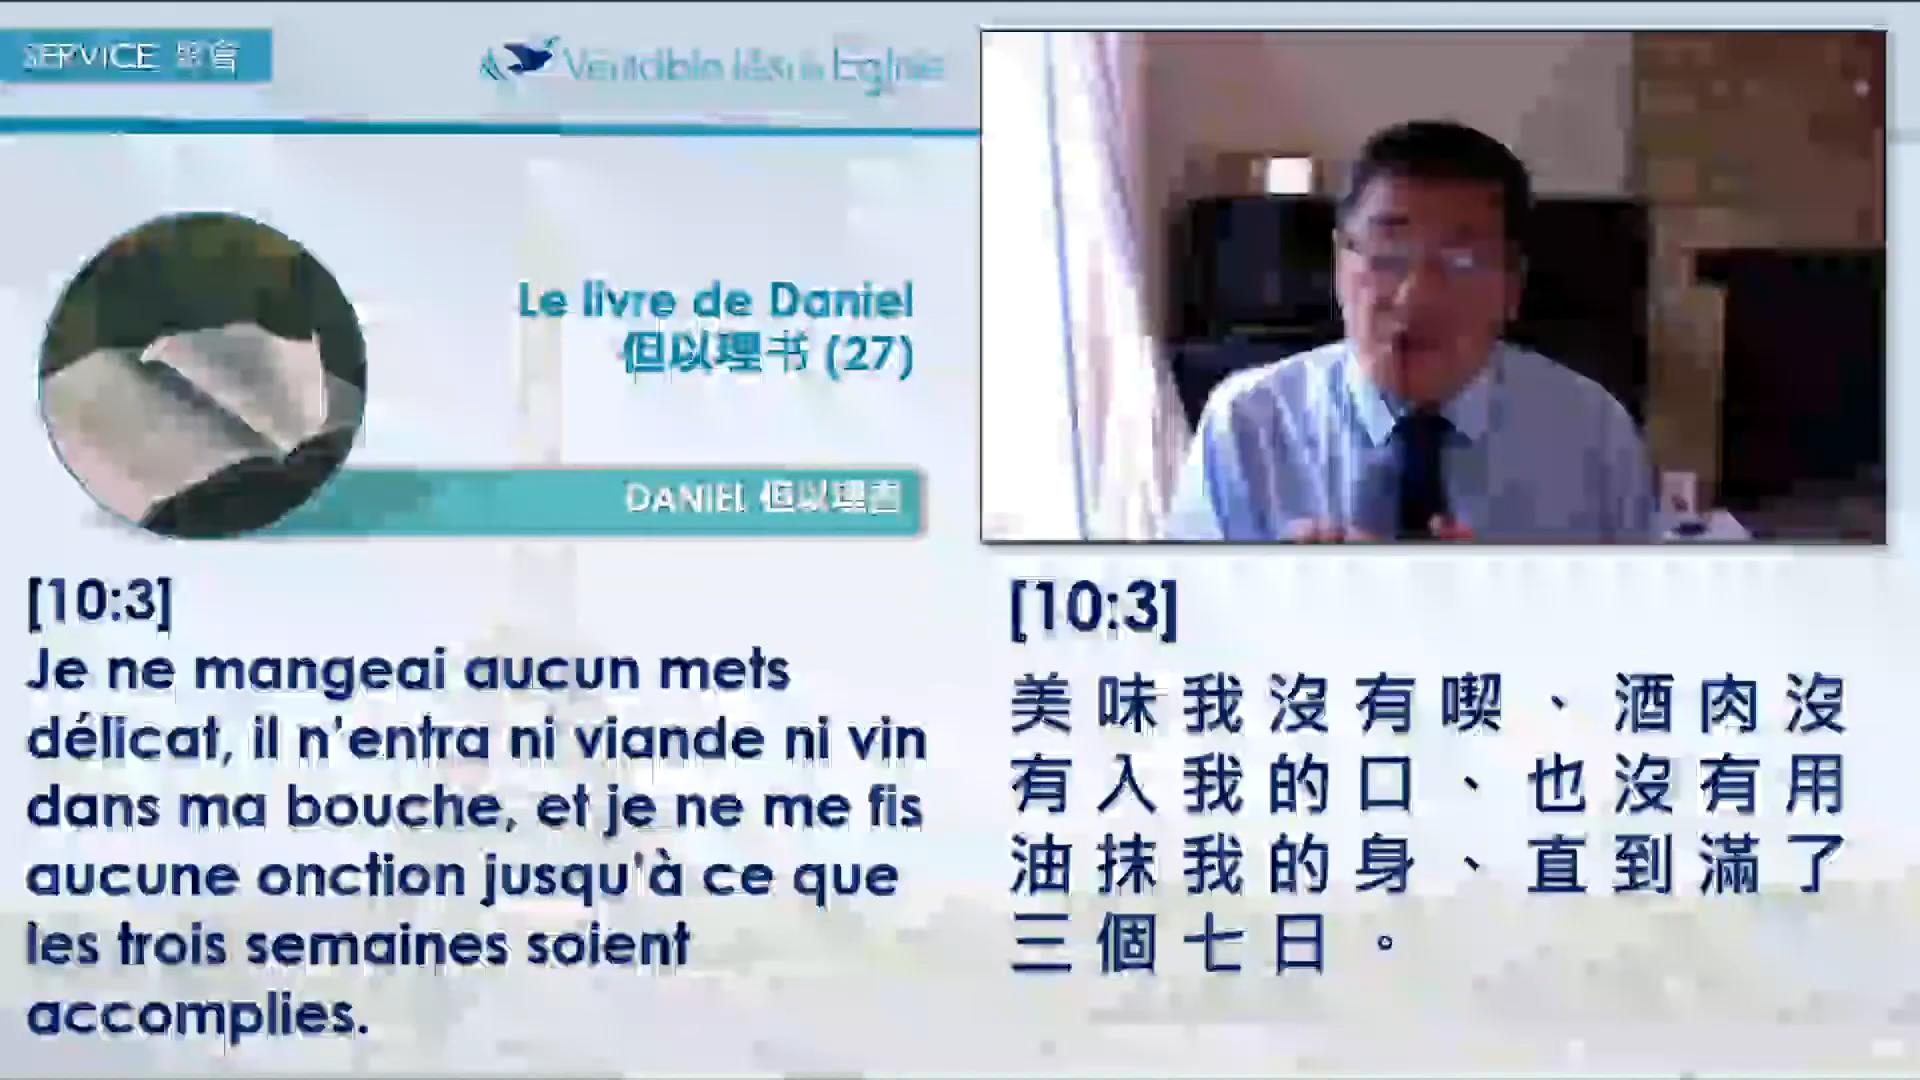 SERVICE 聚會
Le livre de Daniel
但以理书 (27)
DANIEL 但以理書
[10:3]
Je ne mangeai aucun mets
délicat, il n'entra ni viande ni vin
dans ma bouche, et je ne me fis
aucune onction jusqu'à ce que
les trois semaines soient
accomplies.
[10:3]
美味我沒有喫、酒肉沒
有入我的口、也沒有用
油抹我的身、直到滿了
三個七日。